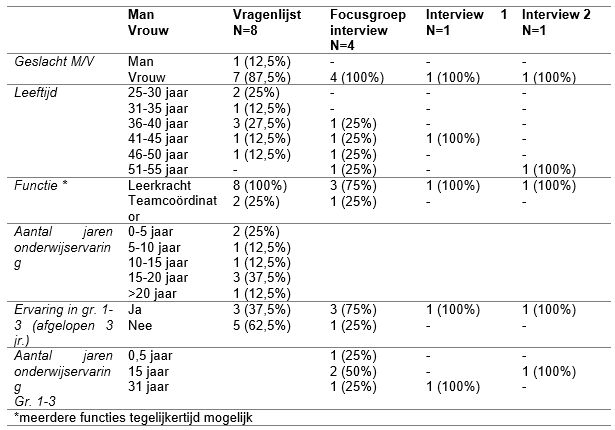 Man Vragenlijst Focusgroep Interview 1 Interview 2
Vrouw N=8 interview N=1 N=1
N=4
Geslacht M/V Man 1 (12,5%) - - -
Vrouw 7 (87,5%) 4 (100%) 1 (100%) 1 (100%)
Leeftijd 25-30 jaar 2 (25%) - - -
31-35 jaar 1 (12,5%) - - -
36-40 jaar 3 (27,5%) 1 (25%) - -
41-45 jaar 1 (12,5%) 1 (25%) 1 (100%) -
46-50 jaar 1 (12,5%) 1 (25%) - -
51-55 jaar - 1 (25%) - 1 (100%)
Functie * Leerkracht 8 (100%) 3 (75%) 1 (100%) 1 (100%)
Teamcoördinat 2 (25%) 1 (25%) - -
or
Aantal jaren 0-5 jaar 2 (25%)
onderwijservarin 5-10 jaar 1 (12,5%)
g 10-15 jaar 1 (12,5%)
15-20 jaar 3 (37,5%)
>20 jaar 1 (12,5%)
Ervaring in gr. 1- Ja 3 (37,5%) 3 (75%) 1 (100%) 1 (100%)
3 (afgelopen 3 Nee 5 (62,5%) 1 (25%) - -
jr.)
Aantal jaren 0,5 jaar 1 (25%) - -
onderwijservarin 15 jaar 2 (50%) - 1 (100%)
g 31 jaar 1 (25%) 1 (100%) -
Gr. 1-3
*meerdere functies tegelijkertijd mogelijk